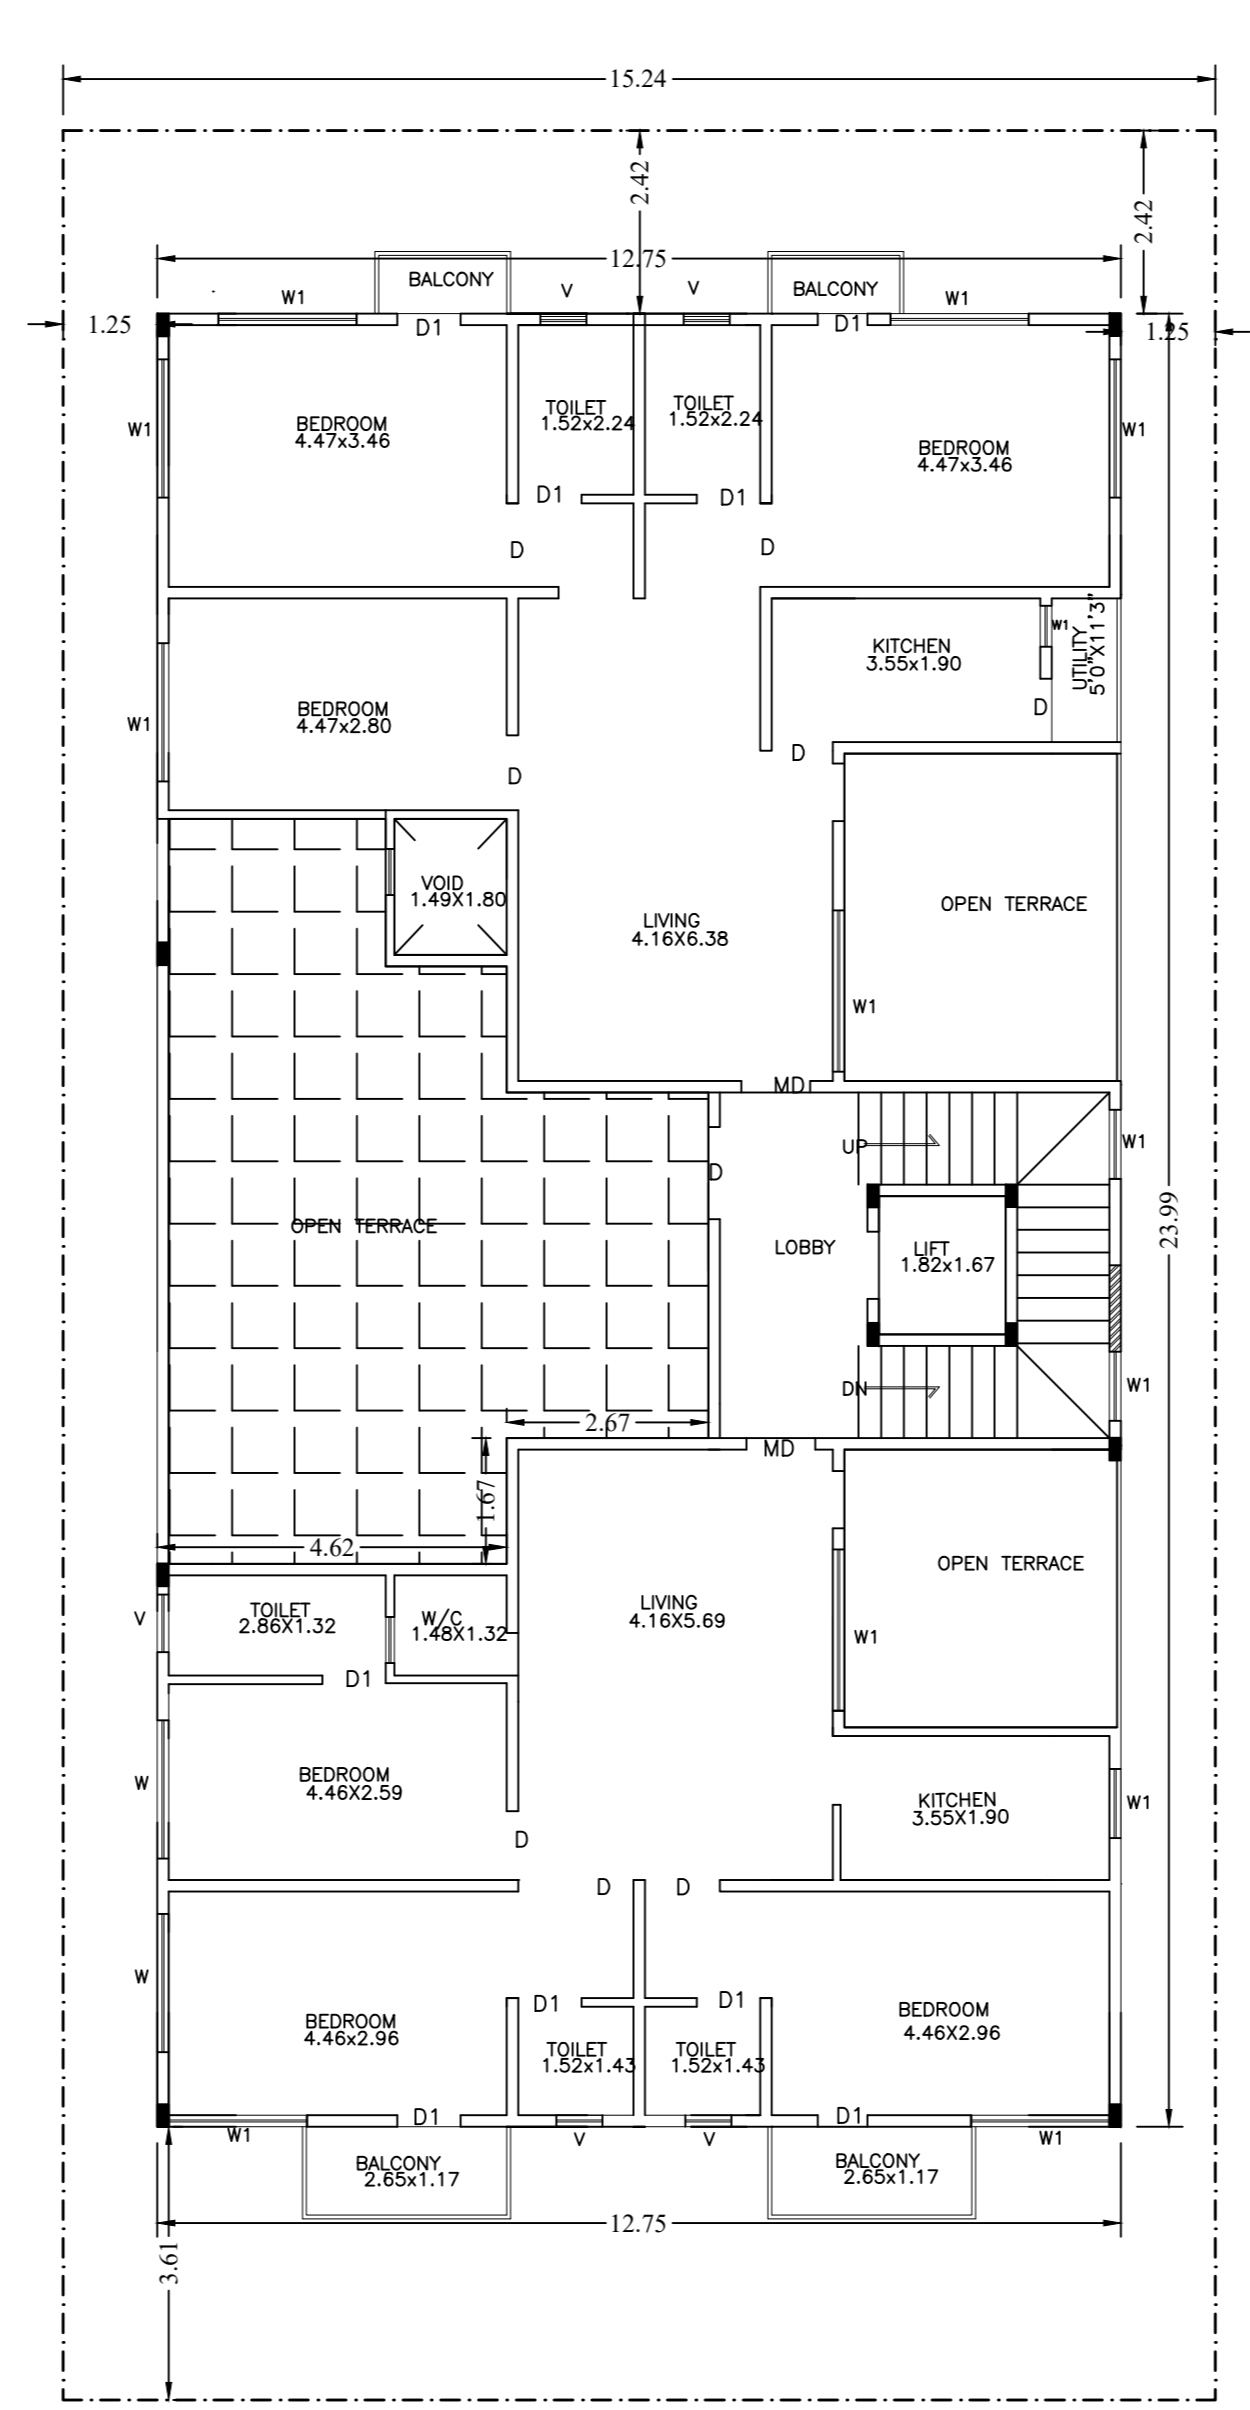 15.24
2.42
2.42
12.75
BALCONY
BALCONY
W1
V
V
W1
1.25
D1
D1
1.25
W1
BEDROOM
4.47x3.46
TOILET
1.52x2.24
TOILET
1.52x2.24
BEDROOM
4.47x3.46
W1
D1
D1
D
D
KITCHEN
3.55x1.90
W1
UTILITY
5'0"X11'3"
D
W1
BEDROOM
4.47x2.80
D
D
VOID
1.49X1.80
LIVING
4.16X6.38
OPEN TERRACE
W1
MD
UP
W1
D
OPEN TERRACE
LOBBY
LIFT
1.82x1.67
23.99
DN
W1
2.67
MD
1.67
4.62
OPEN TERRACE
V
TOILET
2.86X1.32
W/C
1.48X1.32
LIVING
4.16X5.69
W1
D1
W
BEDROOM
4.46X2.59
KITCHEN
3.55X1.90
W1
D
D
D
W
BEDROOM
4.46x2.96
D1
D1
BEDROOM
4.46X2.96
TOILET
1.52x1.43
TOILET
1.52x1.43
D1
D1
W1
V
V
W1
BALCONY
2.65x1.17
BALCONY
2.65x1.17
12.75
3.61